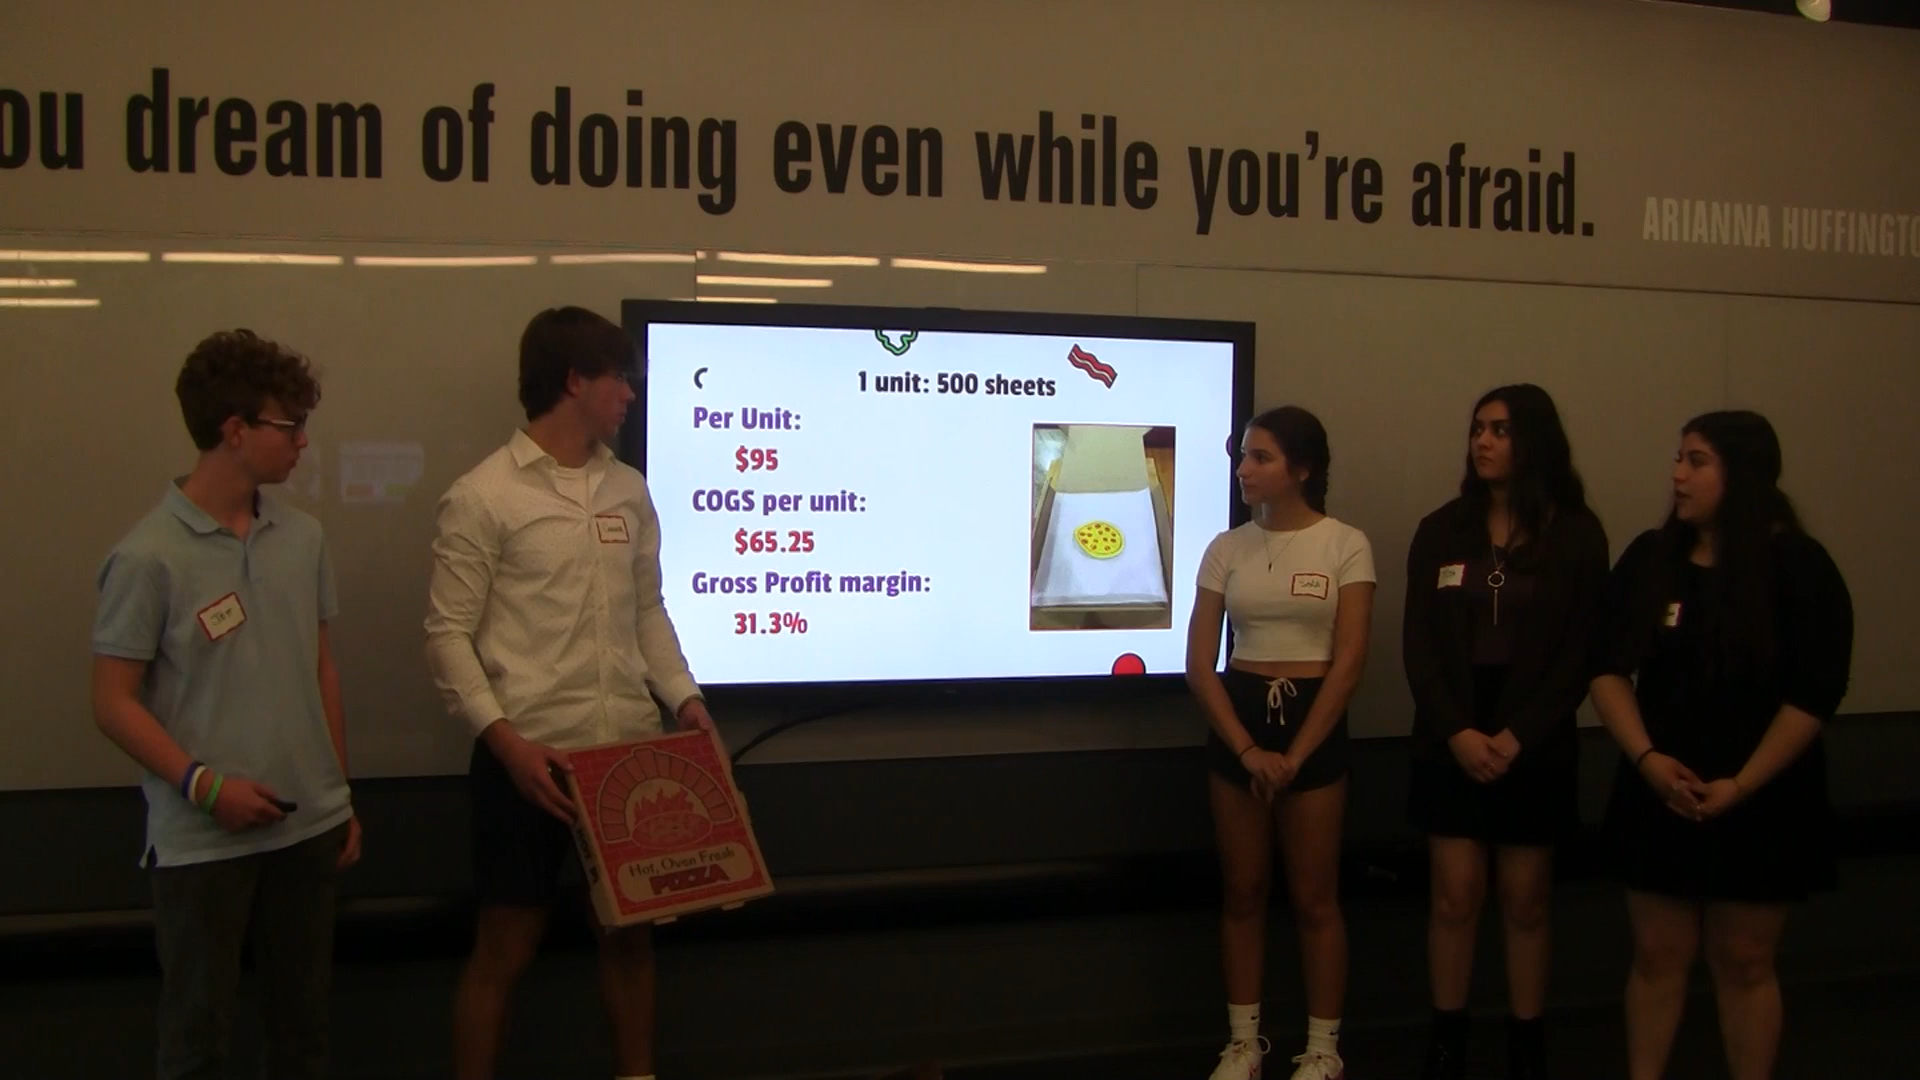 ou dream of doing even while you're afraid.
ARIANNA HUFFINGTO
1 unit: 500 sheets
Per Unit:
$95
COGS per unit:
$65.25
Gross Profit margin:
31.3%
Hot, Oven Fresh
PIZZA